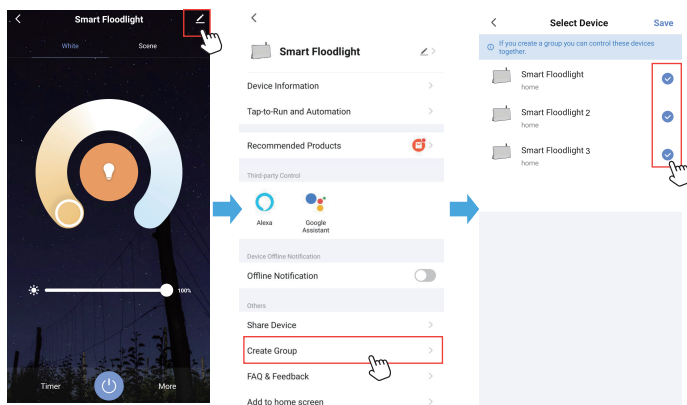 Smart Floodlight
White Scene
100%
Timer More
Smart Floodlight
Device Information
Tap-to-Run and Automation
Recommended Products
Third-party Control
Alexa Google
Assistant
Device Offline Notification
Offline Notification
Others
Share Device
Create Group
FAQ & Feedback
Add to home screen
Select Device Save
If you create a group you can control these devices
together.
Smart Floodlight
home
Smart Floodlight 2
home
Smart Floodlight 3
home